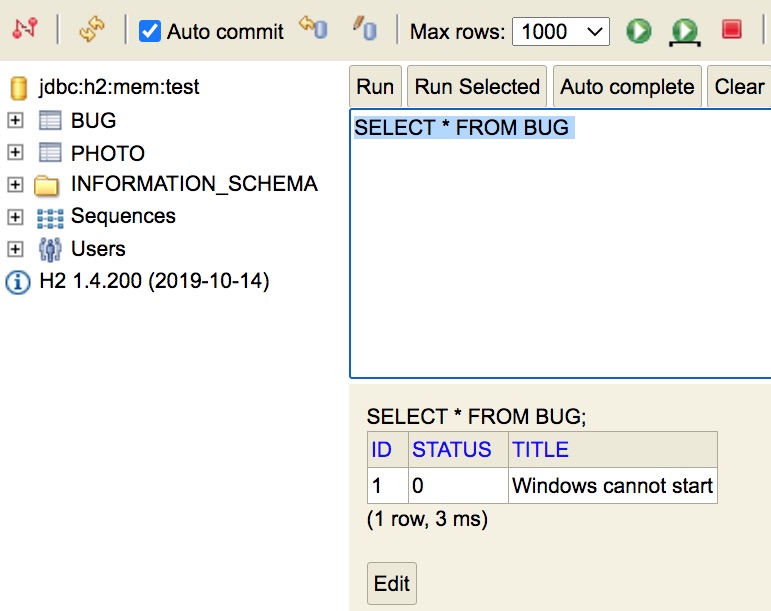 Auto commit Max rows: 1000
jdbc:h2:mem:test
BUG
PHOTO
INFORMATION_SCHEMA
Sequences
Users
H2 1.4.200 (2019-10-14)
Run Run Selected Auto complete Clear
SELECT * FROM BUG
SELECT * FROM BUG;
ID STATUS TITLE
1 0 Windows cannot start
(1 row, 3 ms)
Edit